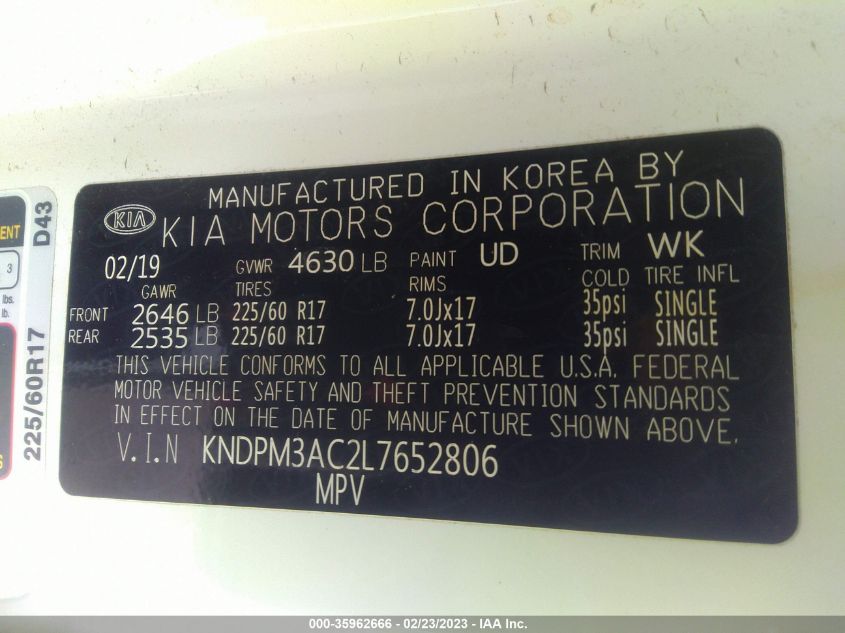 MANUFACTURED IN KOREA BY
KIA KIA MOTORS CORPORATION
02/19 GVWR 4630 LB PAINT UD TRIM WK
GAWR TIRES RIMS COLD TIRE INFL
FRONT 2646 LB 225/60 R17 7.0Jx17 35psi SINGLE
REAR 2535 LB 225/60 R17 7.0Jx17 35psi SINGLE
THIS VEHICLE CONFORMS TO ALL APPLICABLE U.S.A. FEDERAL
MOTOR VEHICLE SAFETY AND THEFT PREVENTION STANDARDS
IN EFFECT ON THE DATE OF MANUFACTURE SHOWN ABOVE.
V.I.N KNDPM3AC2L7652806
MPV
3
lbs.
lb.
225/60R17 D43
000-35962666 - 02/23/2023 - IAA Inc.